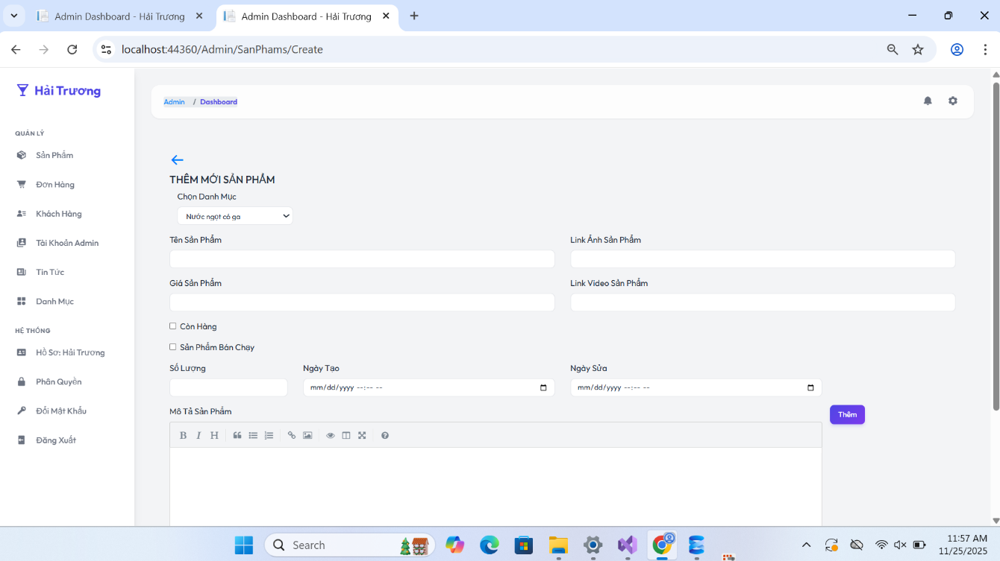 Admin Dashboard - Hải Trương
Admin Dashboard - Hải Trương
localhost:44360/Admin/SanPhams/Create
Hải Trương
QUẢN LÝ
Sản Phẩm
Đơn Hàng
Khách Hàng
Tài Khoản Admin
Tin Tức
Danh Mục
HỆ THỐNG
Hồ Sơ: Hải Trương
Phân Quyền
Đổi Mật Khẩu
Đăng Xuất
Admin / Dashboard
THÊM MỚI SẢN PHẨM
Chọn Danh Mục
Nước ngọt có ga
Tên Sản Phẩm
Link Ảnh Sản Phẩm
Giá Sản Phẩm
Link Video Sản Phẩm
Còn Hàng
Sản Phẩm Bán Chạy
Số Lượng
Ngày Tạo
Ngày Sửa
mm/dd/yyyy --:-- --
mm/dd/yyyy --:-- --
Mô Tả Sản Phẩm
Thêm
B I H
Search
11:57 AM
11/25/2025